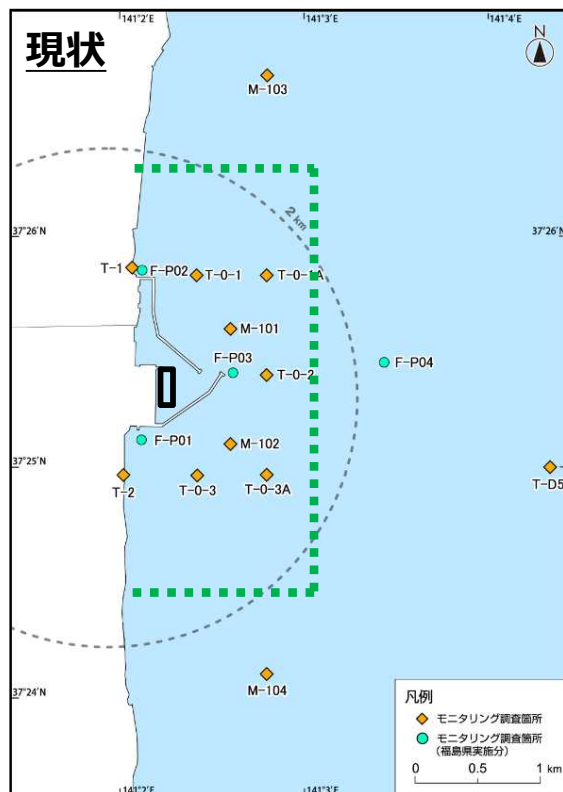 141°2'E
141°3'E
141°4'E
現状
N
M-103
2 km
37°26'N
37°26'N
T-1
F-P02
T-0-1
T-0-1A
M-101
F-P03
T-0-2
F-P04
F-P01
M-102
37°25'N
T-2
T-0-3
T-0-3A
T-D5
37°24'N
M-104
凡例
モニタリング調査箇所
モニタリング調査箇所
(福島県実施分)
0 0.5 1 km
141°2'E
141°3'E